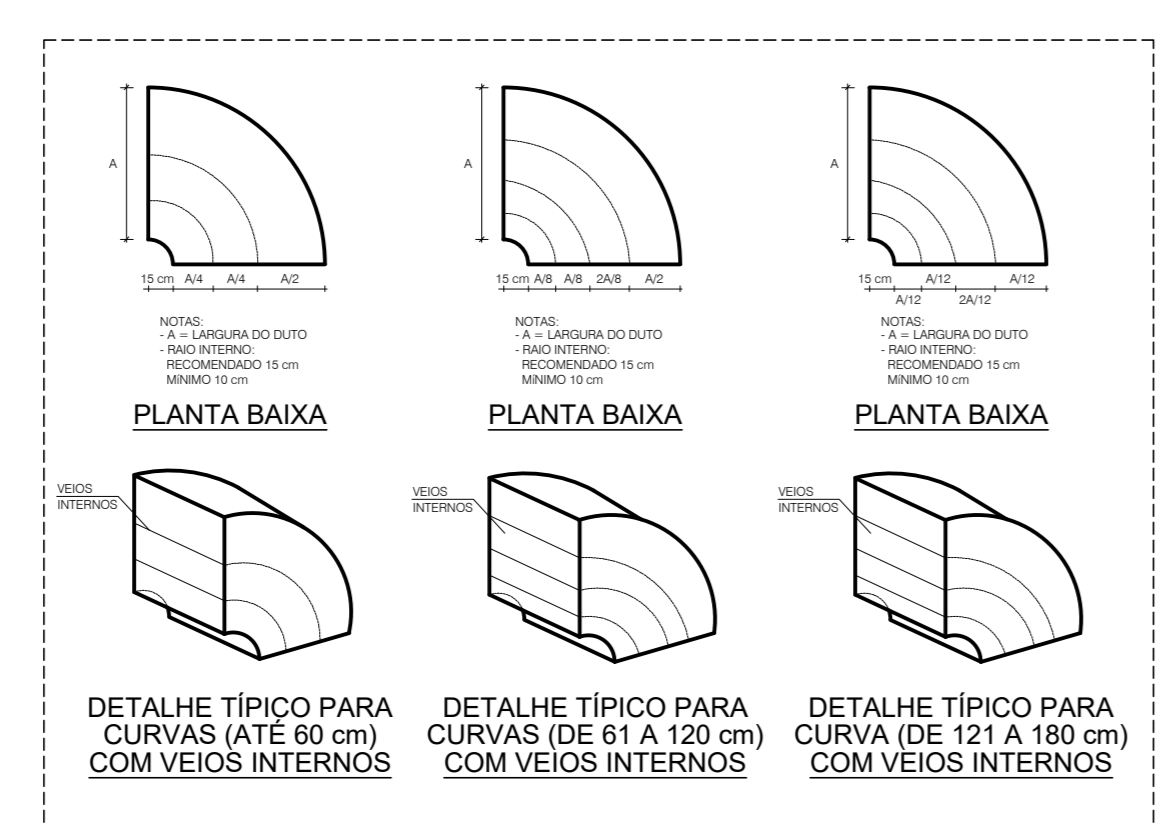 A
15 cm A/4 A/4 A/2
NOTAS:
- A = LARGURA DO DUTO
- RAIO INTERNO:
RECOMENDADO 15 cm
MÍNIMO 10 cm
PLANTA BAIXA
A
15 cm A/8 A/8 2A/8 A/2
NOTAS:
- A = LARGURA DO DUTO
- RAIO INTERNO:
RECOMENDADO 15 cm
MÍNIMO 10 cm
PLANTA BAIXA
A
15 cm A/12 A/12
A/12 2A/12
NOTAS:
- A = LARGURA DO DUTO
- RAIO INTERNO:
RECOMENDADO 15 cm
MÍNIMO 10 cm
PLANTA BAIXA
VEIOS
INTERNOS
DETALHE TÍPICO PARA
CURVAS (ATÉ 60 cm)
COM VEIOS INTERNOS
VEIOS
INTERNOS
DETALHE TÍPICO PARA
CURVAS (DE 61 A 120 cm)
COM VEIOS INTERNOS
VEIOS
INTERNOS
DETALHE TÍPICO PARA
CURVA (DE 121 A 180 cm)
COM VEIOS INTERNOS